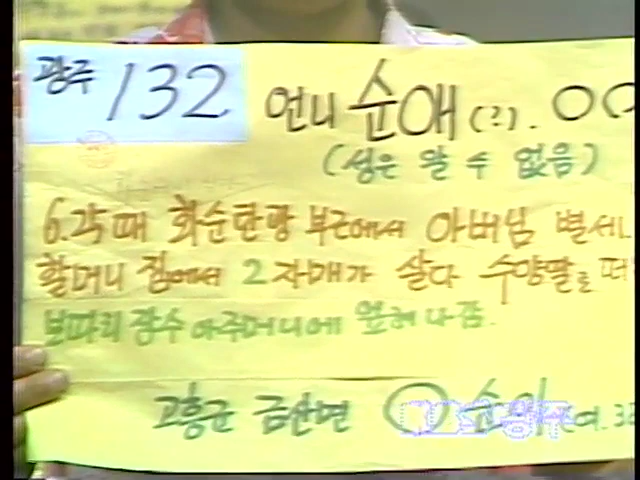 광주 132
언니 순애(?). OO
(성은 알 수 없음)
6.25때 화순탄광 부근에서 아버님 별세.
할머니 집에서 2자매가 살다 수양딸로
보따리 장수 아주머니에 업혀 나감.
고흥군 금산면